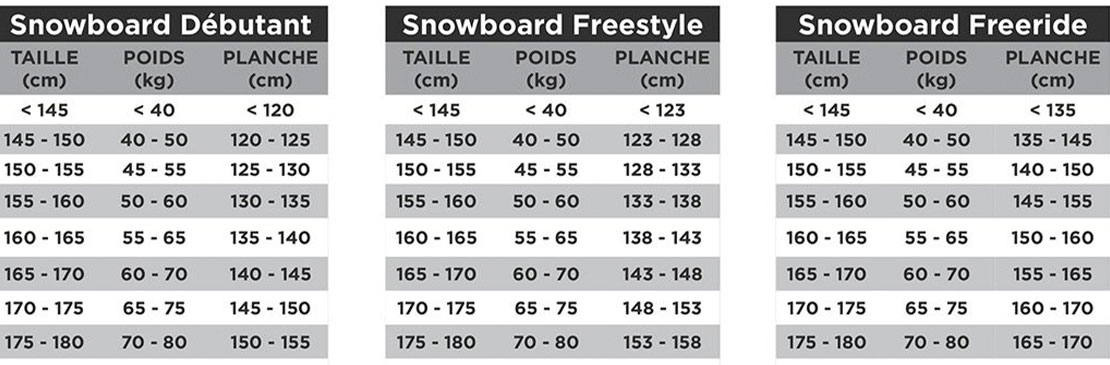 Snowboard Débutant
TAILLE (cm) POIDS (kg) PLANCHE (cm)
< 145 < 40 < 120
145 - 150 40 - 50 120 - 125
150 - 155 45 - 55 125 - 130
155 - 160 50 - 60 130 - 135
160 - 165 55 - 65 135 - 140
165 - 170 60 - 70 140 - 145
170 - 175 65 - 75 145 - 150
175 - 180 70 - 80 150 - 155
Snowboard Freestyle
TAILLE (cm) POIDS (kg) PLANCHE (cm)
< 145 < 40 < 123
145 - 150 40 - 50 123 - 128
150 - 155 45 - 55 128 - 133
155 - 160 50 - 60 133 - 138
160 - 165 55 - 65 138 - 143
165 - 170 60 - 70 143 - 148
170 - 175 65 - 75 148 - 153
175 - 180 70 - 80 153 - 158
Snowboard Freeride
TAILLE (cm) POIDS (kg) PLANCHE (cm)
< 145 < 40 < 135
145 - 150 40 - 50 135 - 145
150 - 155 45 - 55 140 - 150
155 - 160 50 - 60 145 - 155
160 - 165 55 - 65 150 - 160
165 - 170 60 - 70 155 - 165
170 - 175 65 - 75 160 - 170
175 - 180 70 - 80 165 - 170